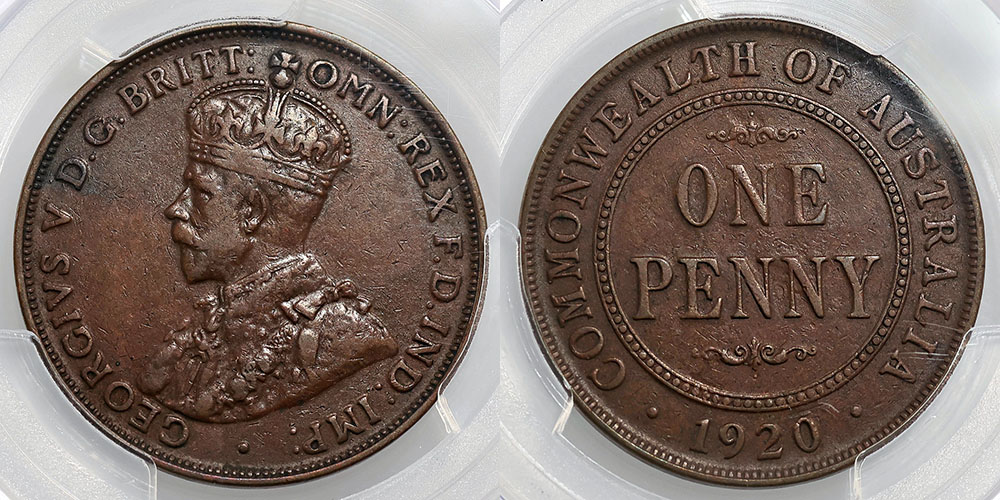 GEORGIVS V D.G. BRITT: OMN: REX F.D. IND: IMP:
COMMONWEALTH OF AUSTRALIA
ONE
PENNY
· 1920 ·